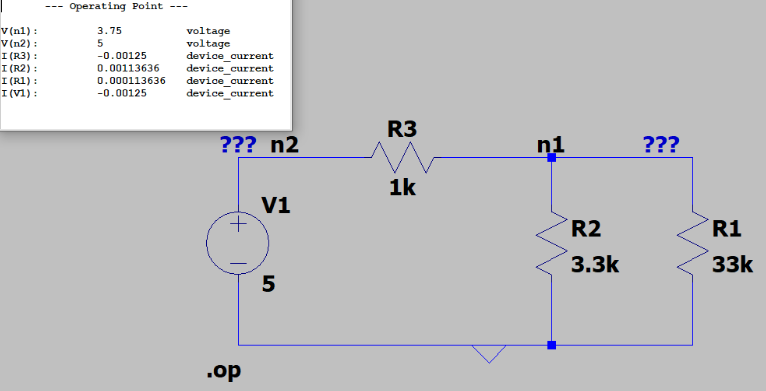 --- Operating Point ---
V(n1): 3.75 voltage
V(n2): 5 voltage
I(R3): -0.00125 device_current
I(R2): 0.00113636 device_current
I(R1): 0.000113636 device_current
I(V1): -0.00125 device_current
R3
??? n2 n1 ???
1k
V1
R2 R1
3.3k 33k
5
.op